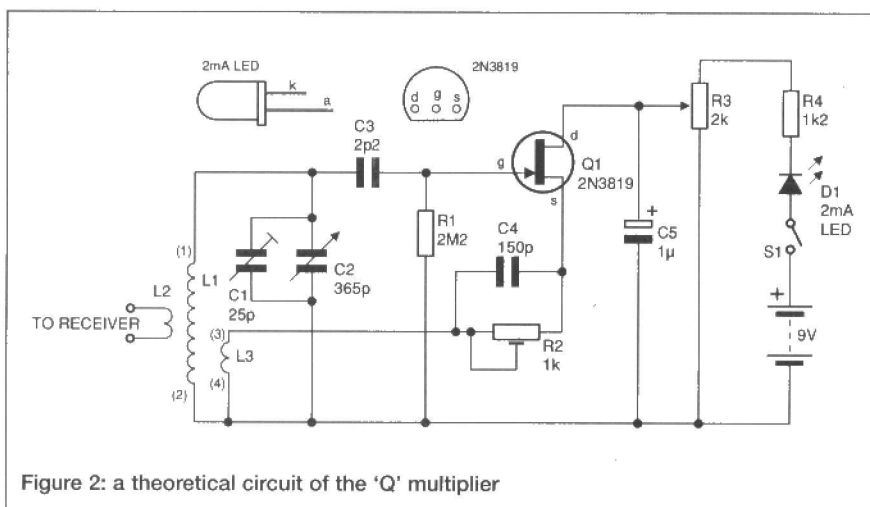 2mA LED
k
a
2N3819
d g s
C3
2p2
d
g
Q1
2N3819
s
R3
2k
R4
1k2
D1
2mA
LED
S1
+
9V
R1
2M2
C4
150p
+
C5
1µ
(1)
L1
L2
TO RECEIVER
C1
25p
C2
365p
(3)
L3
(4)
(2)
R2
1k
Figure 2: a theoretical circuit of the ‘Q’ multiplier